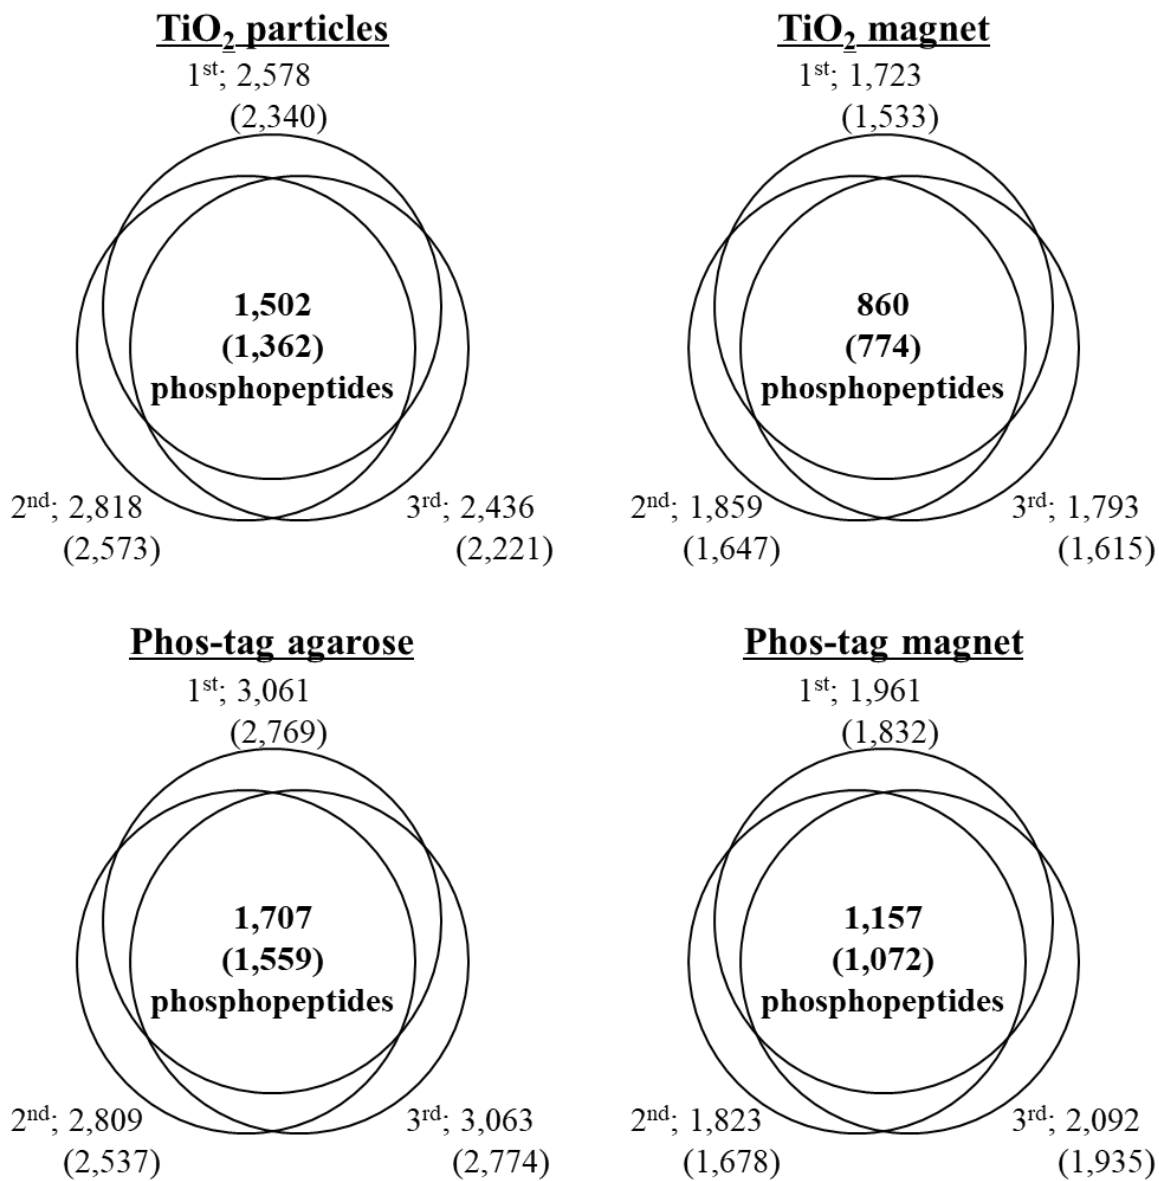 TiO₂ particles
1st; 2,578
(2,340)
1,502
(1,362)
phosphopeptides
2nd; 2,818
(2,573)
3rd; 2,436
(2,221)
TiO₂ magnet
1st; 1,723
(1,533)
860
(774)
phosphopeptides
2nd; 1,859
(1,647)
3rd; 1,793
(1,615)
Phos-tag agarose
1st; 3,061
(2,769)
1,707
(1,559)
phosphopeptides
2nd; 2,809
(2,537)
3rd; 3,063
(2,774)
Phos-tag magnet
1st; 1,961
(1,832)
1,157
(1,072)
phosphopeptides
2nd; 1,823
(1,678)
3rd; 2,092
(1,935)